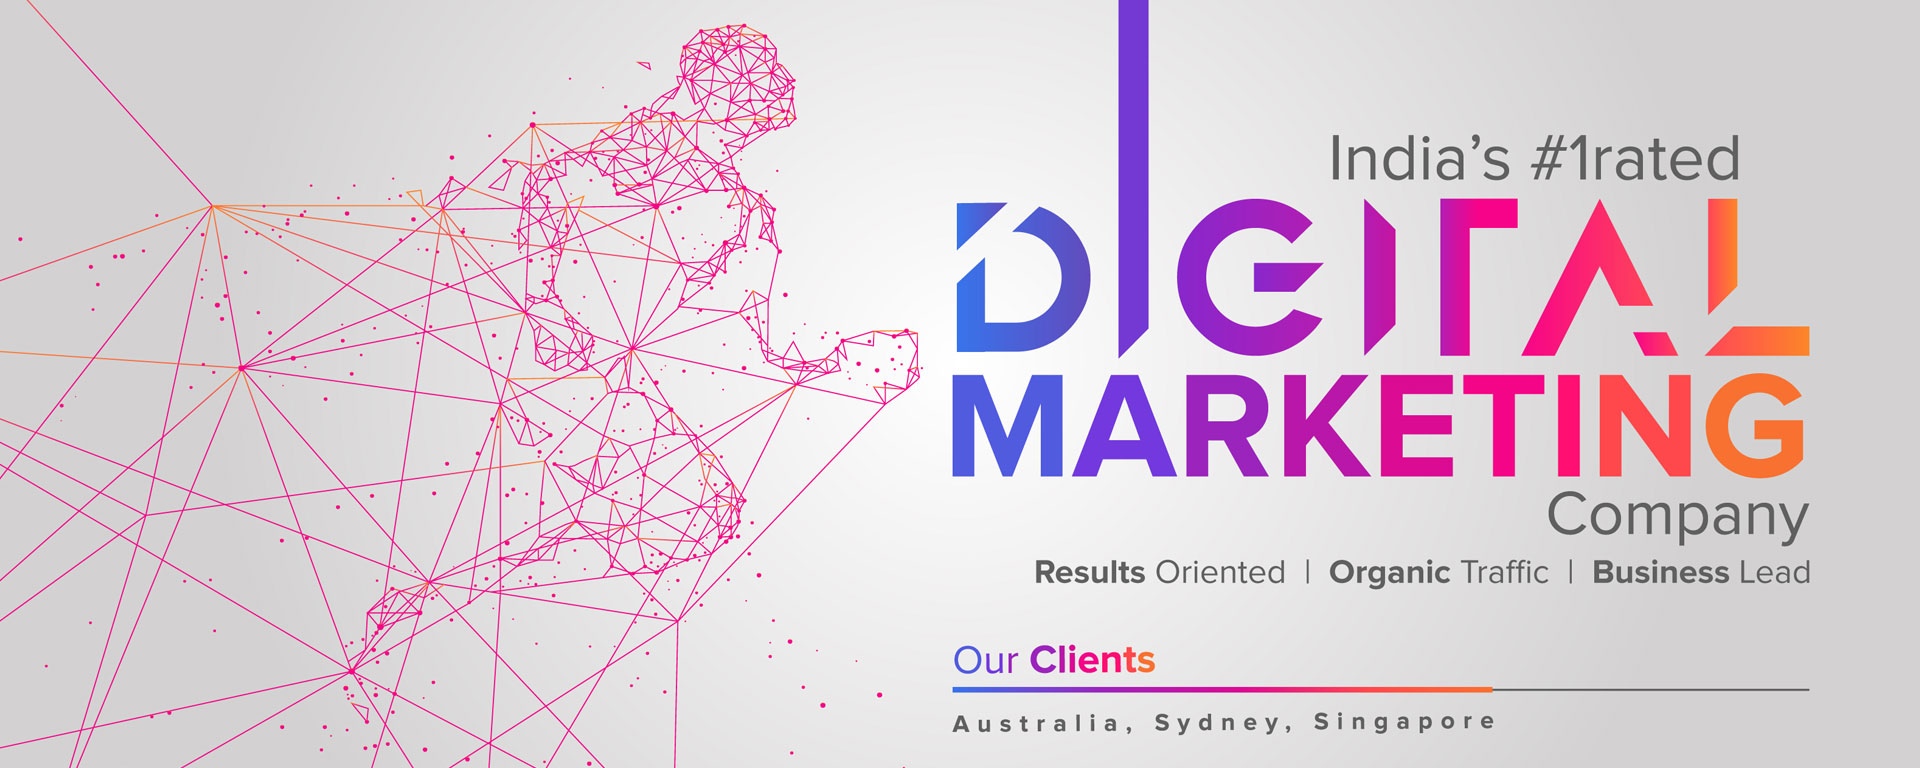 India's #1rated
DIGITAL
MARKETING
Company
Results Oriented | Organic Traffic | Business Lead
Our Clients
Australia, Sydney, Singapore